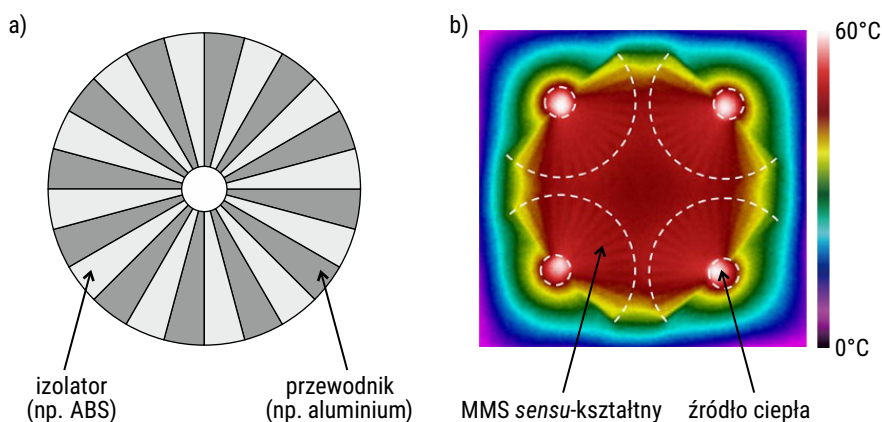 a)
b)
60°C
0°C
izolator
(np. ABS)
przewodnik
(np. aluminium)
MMS sensu-kształtny
źródło ciepła